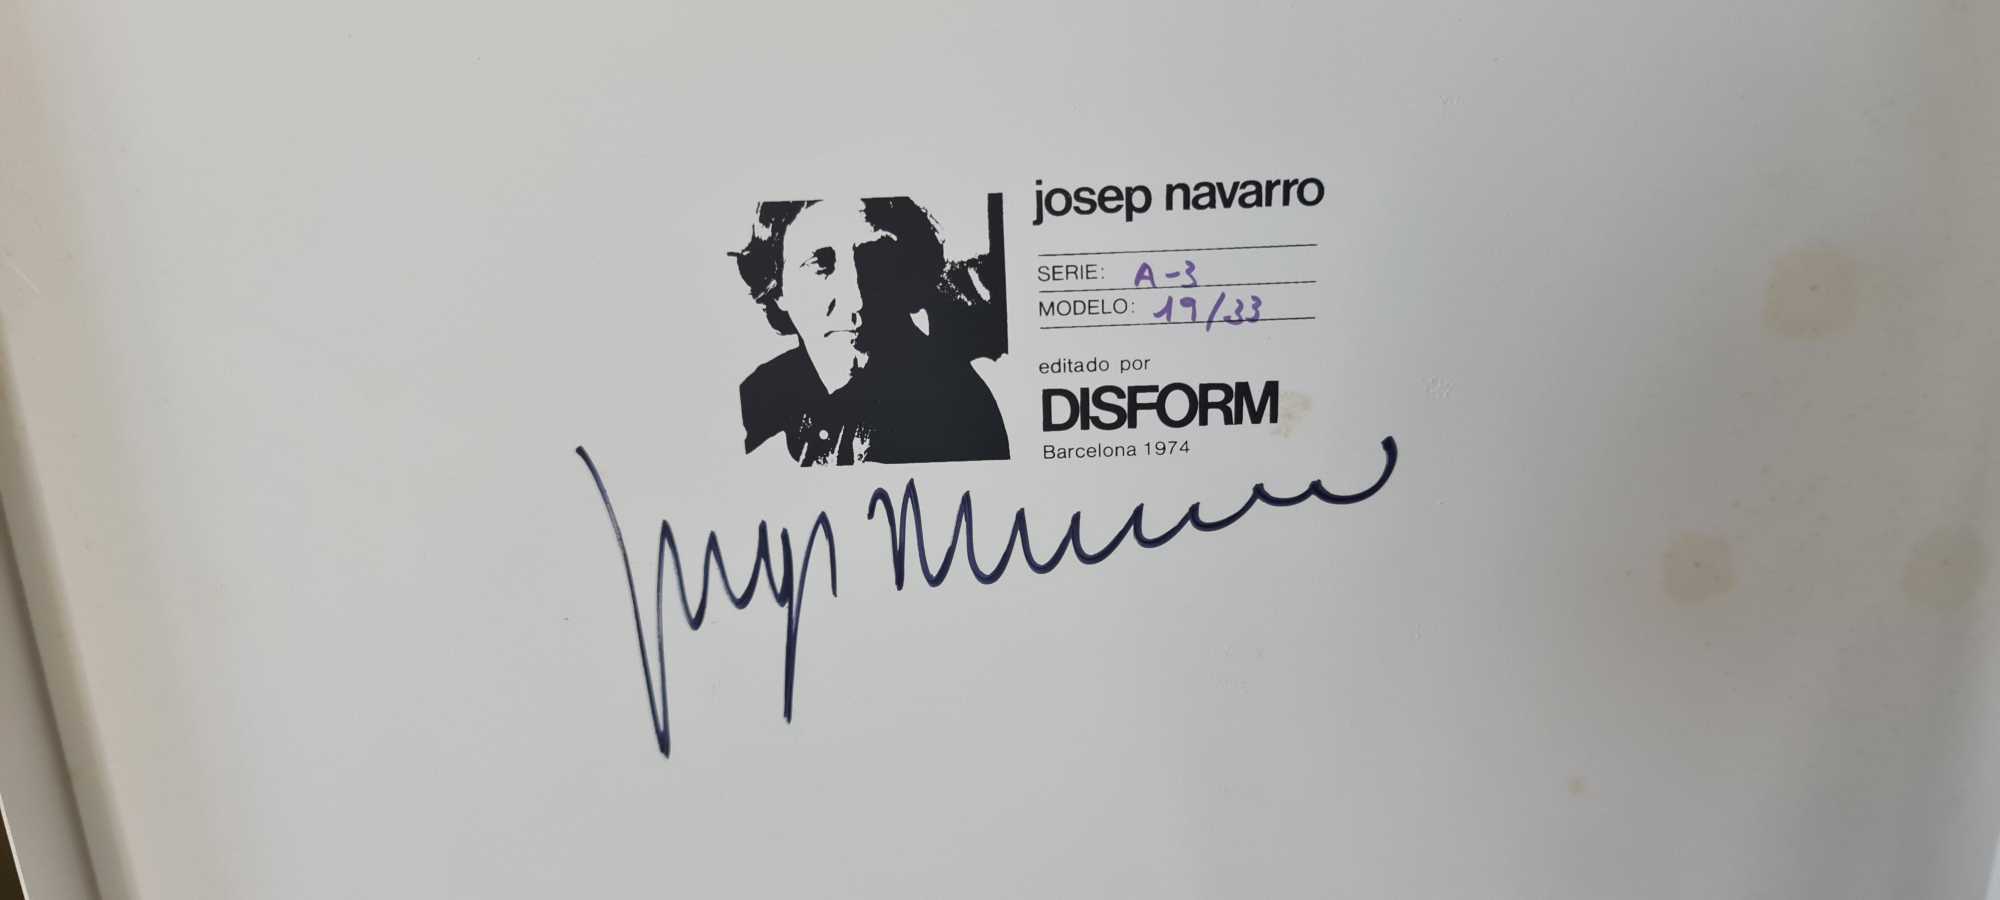 josep navarro
SERIE: A-3
MODELO: 19/33
editado por
DISFORM
Barcelona 1974